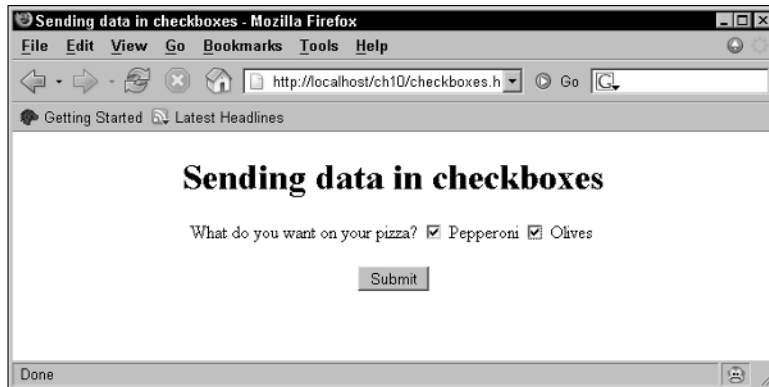 Sending data in checkboxes - Mozilla Firefox
File Edit View Go Bookmarks Tools Help
http://localhost/ch10/checkboxes.h Go G
Getting Started Latest Headlines
Sending data in checkboxes
What do you want on your pizza? Pepperoni Olives
Submit
Done